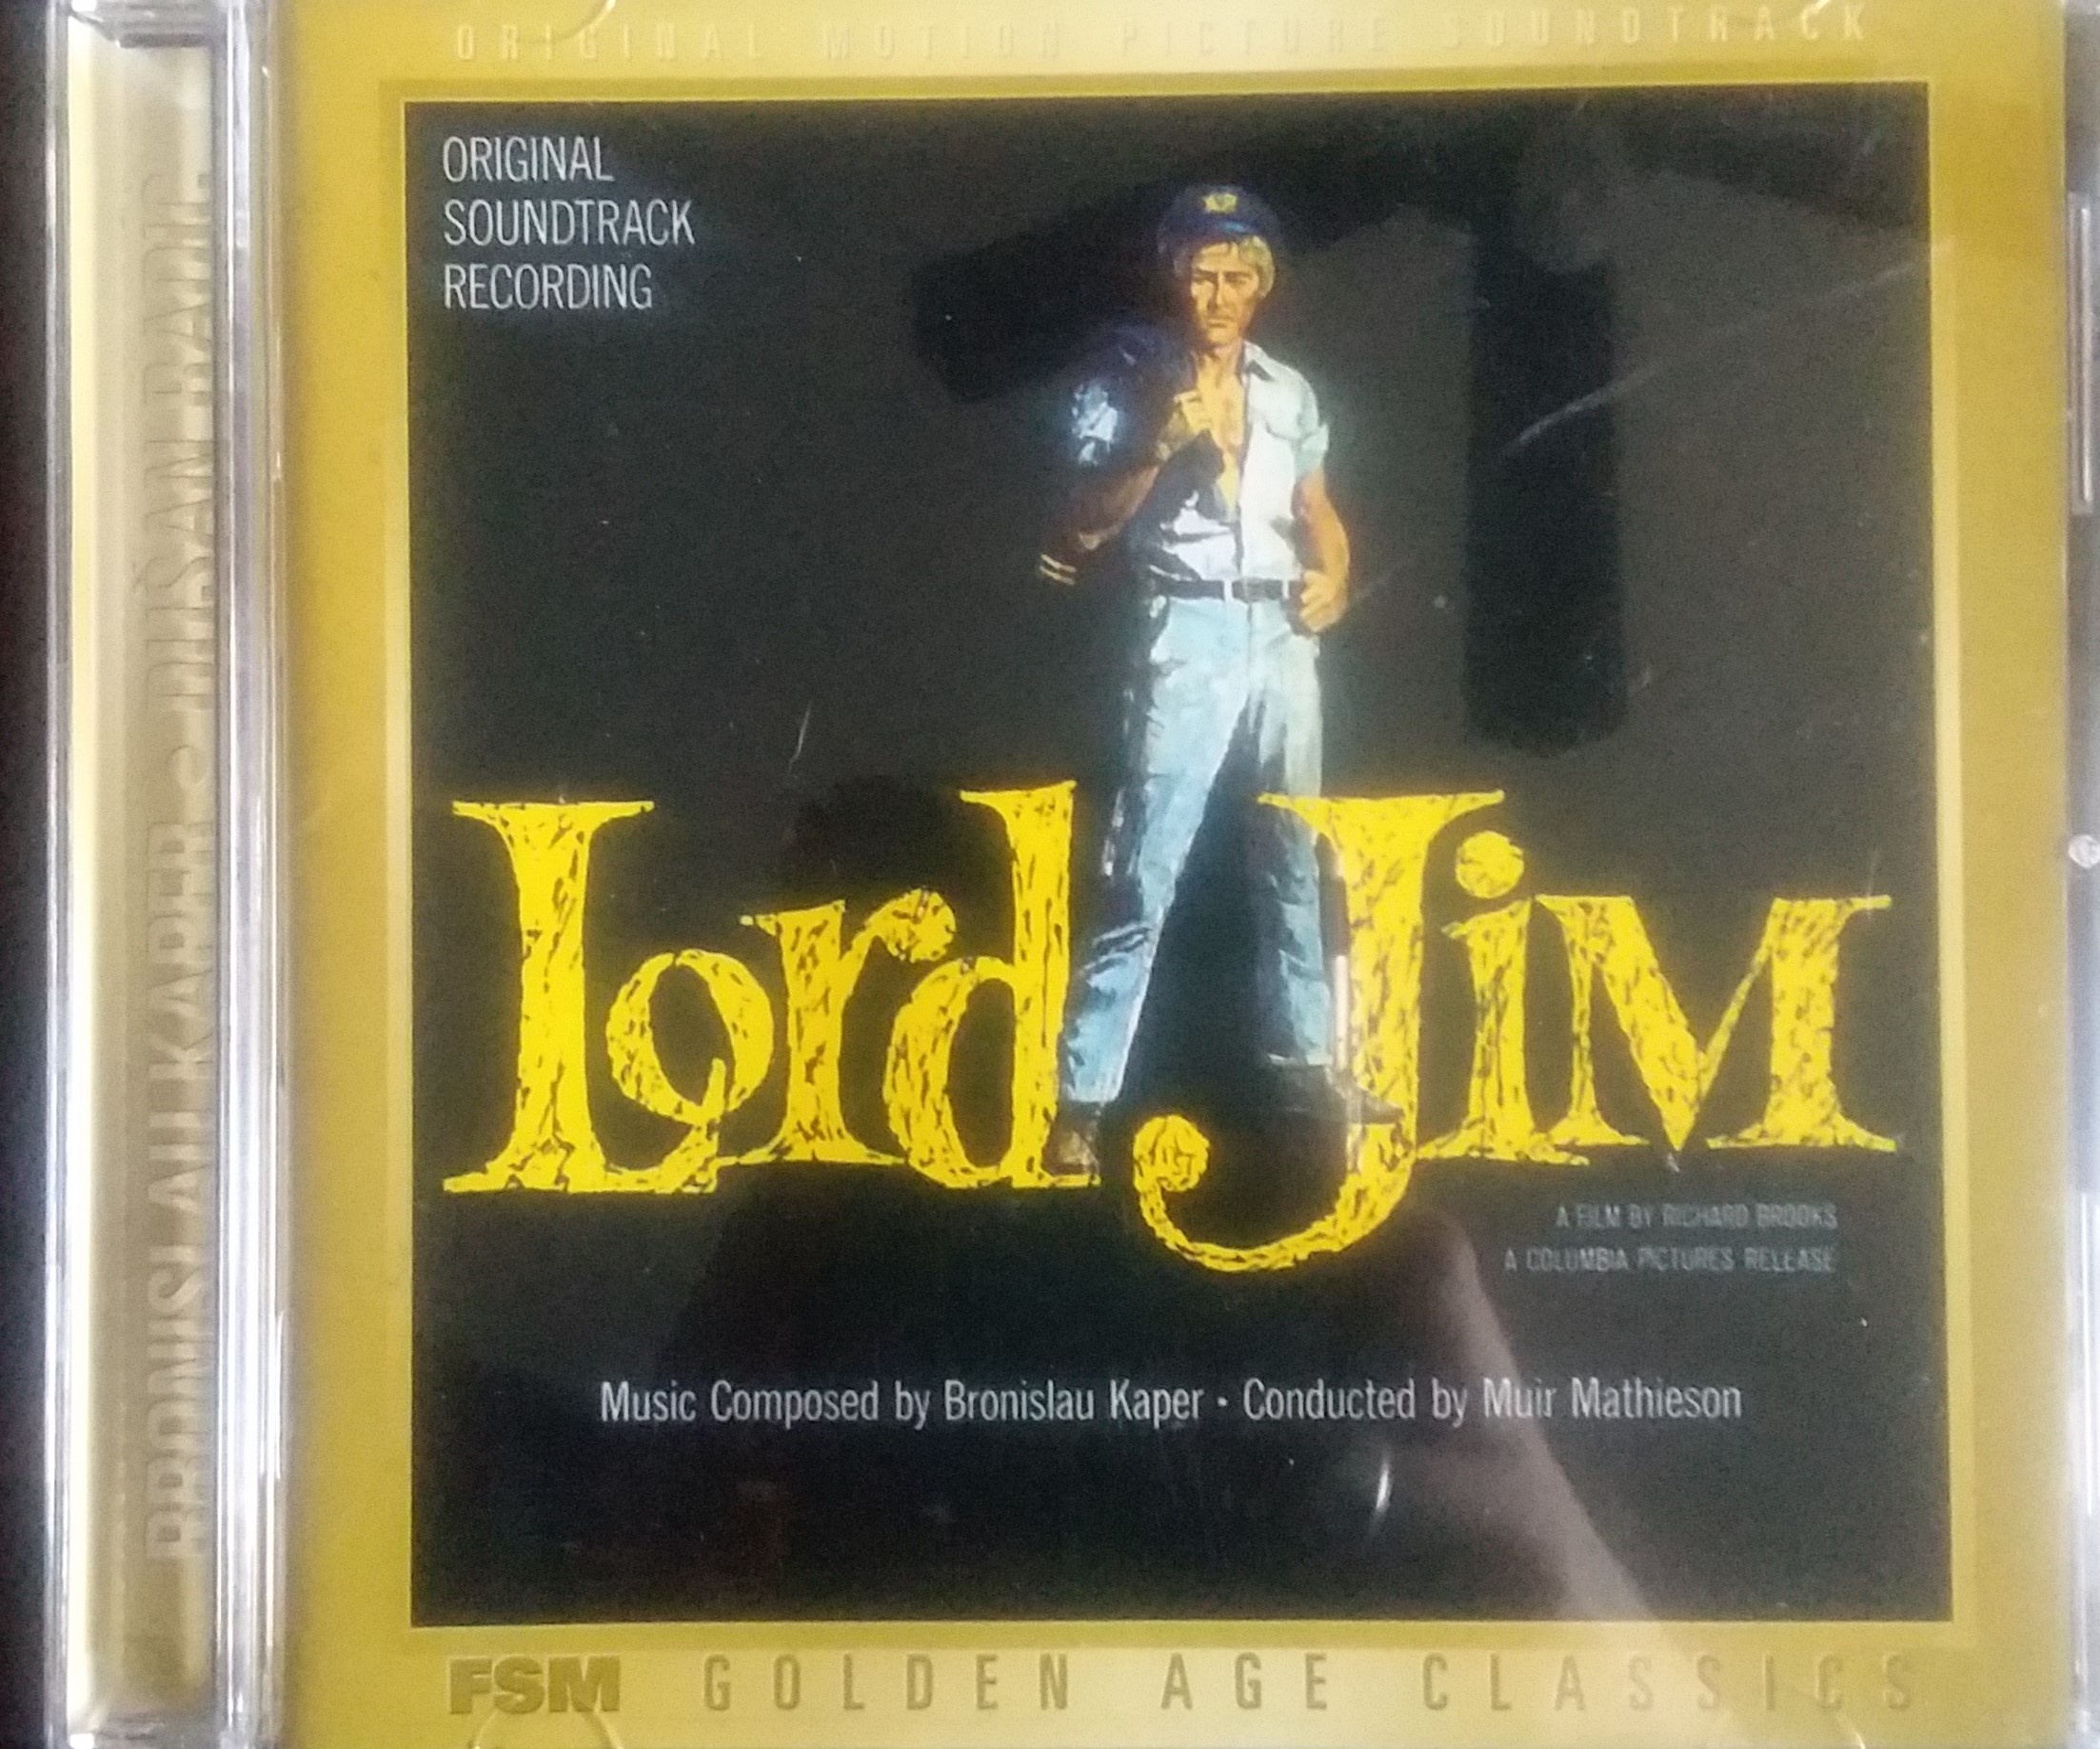 ORIGINAL MOTION PICTURE SOUNDTRACK
ORIGINAL
SOUNDTRACK
RECORDING
Lord Jim
A FILM BY RICHARD BROOKS
A COLUMBIA PICTURES RELEASE
Music Composed by Bronislau Kaper · Conducted by Muir Mathieson
FSM GOLDEN AGE CLASSICS
BRONISLAU KAPER • DUŠAN RADIĆ